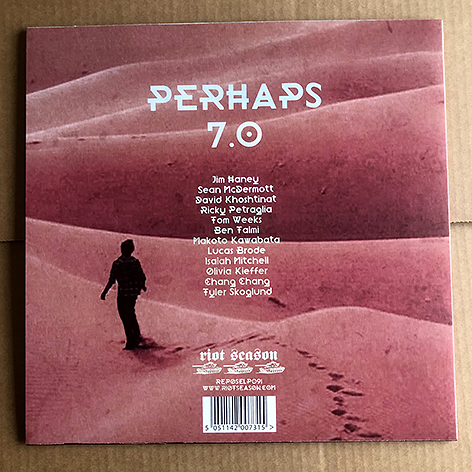 PERHAPS
7.0
Jim Haney
Sean McDermott
David Khoshtinat
Ricky Petraglia
Tom Weeks
Ben Talmi
Makoto Kawabata
Lucas Brode
Isaiah Mitchell
Olivia Kieffer
Chang Chang
Tyler Skoglund
riot season
REPOSELP091
WWW.RIOTSEASON.COM
5 051142 007315 >